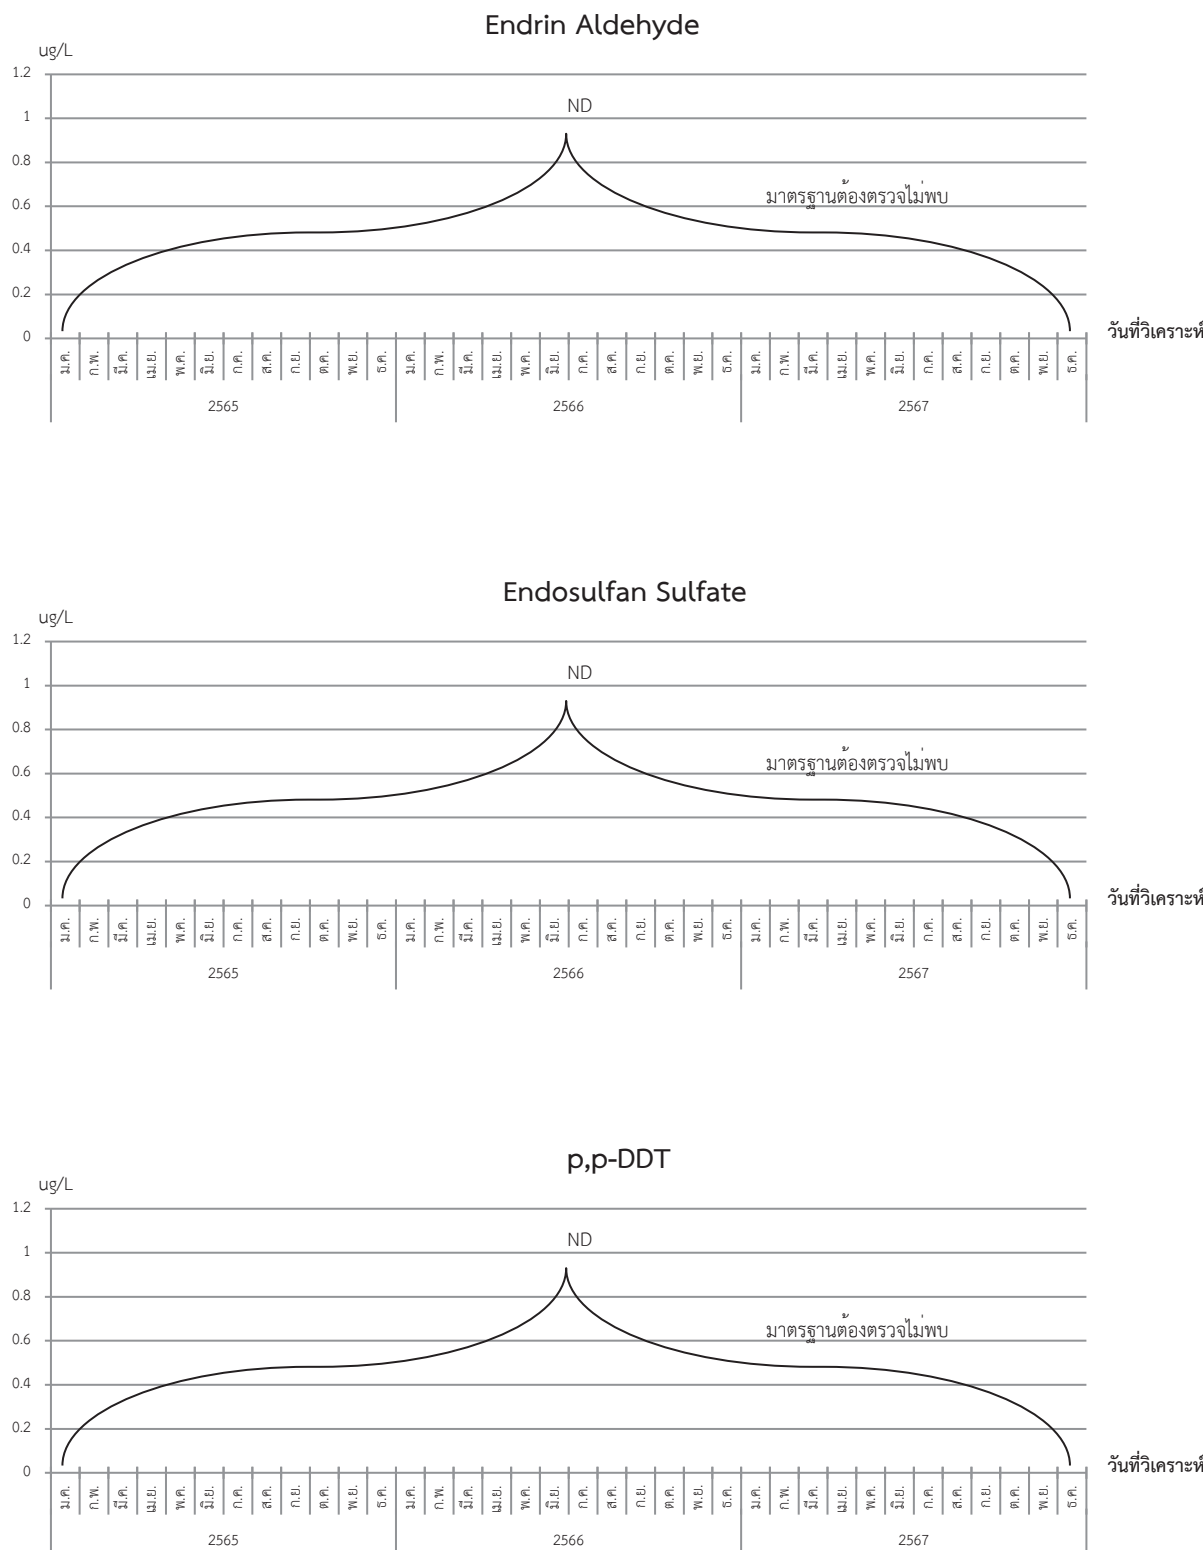 Endrin Aldehyde
ug/L
1.2
1
0.8
0.6
0.4
0.2
0
ND
มาตรฐานต้องตรวจไม่พบ
วันที่วิเคราะห์
ม.ค. ก.พ. มี.ค. เม.ย. พ.ค. มิ.ย. ก.ค. ส.ค. ก.ย. ต.ค. พ.ย. ธ.ค. ม.ค. ก.พ. มี.ค. เม.ย. พ.ค. มิ.ย. ก.ค. ส.ค. ก.ย. ต.ค. พ.ย. ธ.ค. ม.ค. ก.พ. มี.ค. เม.ย. พ.ค. มิ.ย. ก.ค. ส.ค. ก.ย. ต.ค. พ.ย. ธ.ค.
2565 2566 2567
Endosulfan Sulfate
ug/L
1.2
1
0.8
0.6
0.4
0.2
0
ND
มาตรฐานต้องตรวจไม่พบ
วันที่วิเคราะห์
ม.ค. ก.พ. มี.ค. เม.ย. พ.ค. มิ.ย. ก.ค. ส.ค. ก.ย. ต.ค. พ.ย. ธ.ค. ม.ค. ก.พ. มี.ค. เม.ย. พ.ค. มิ.ย. ก.ค. ส.ค. ก.ย. ต.ค. พ.ย. ธ.ค. ม.ค. ก.พ. มี.ค. เม.ย. พ.ค. มิ.ย. ก.ค. ส.ค. ก.ย. ต.ค. พ.ย. ธ.ค.
2565 2566 2567
p,p-DDT
ug/L
1.2
1
0.8
0.6
0.4
0.2
0
ND
มาตรฐานต้องตรวจไม่พบ
วันที่วิเคราะห์
ม.ค. ก.พ. มี.ค. เม.ย. พ.ค. มิ.ย. ก.ค. ส.ค. ก.ย. ต.ค. พ.ย. ธ.ค. ม.ค. ก.พ. มี.ค. เม.ย. พ.ค. มิ.ย. ก.ค. ส.ค. ก.ย. ต.ค. พ.ย. ธ.ค. ม.ค. ก.พ. มี.ค. เม.ย. พ.ค. มิ.ย. ก.ค. ส.ค. ก.ย. ต.ค. พ.ย. ธ.ค.
2565 2566 2567